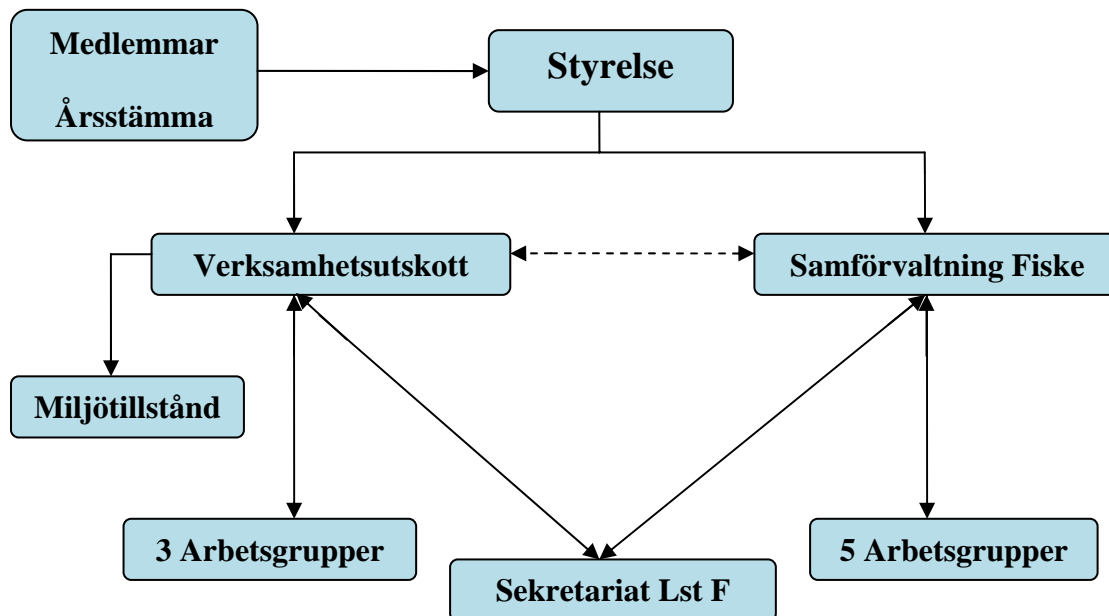 Medlemmar
Årsstämma
Styrelse
Verksamhetsutskott
Samförvaltning Fiske
Miljötillstånd
3 Arbetsgrupper
5 Arbetsgrupper
Sekretariat Lst F